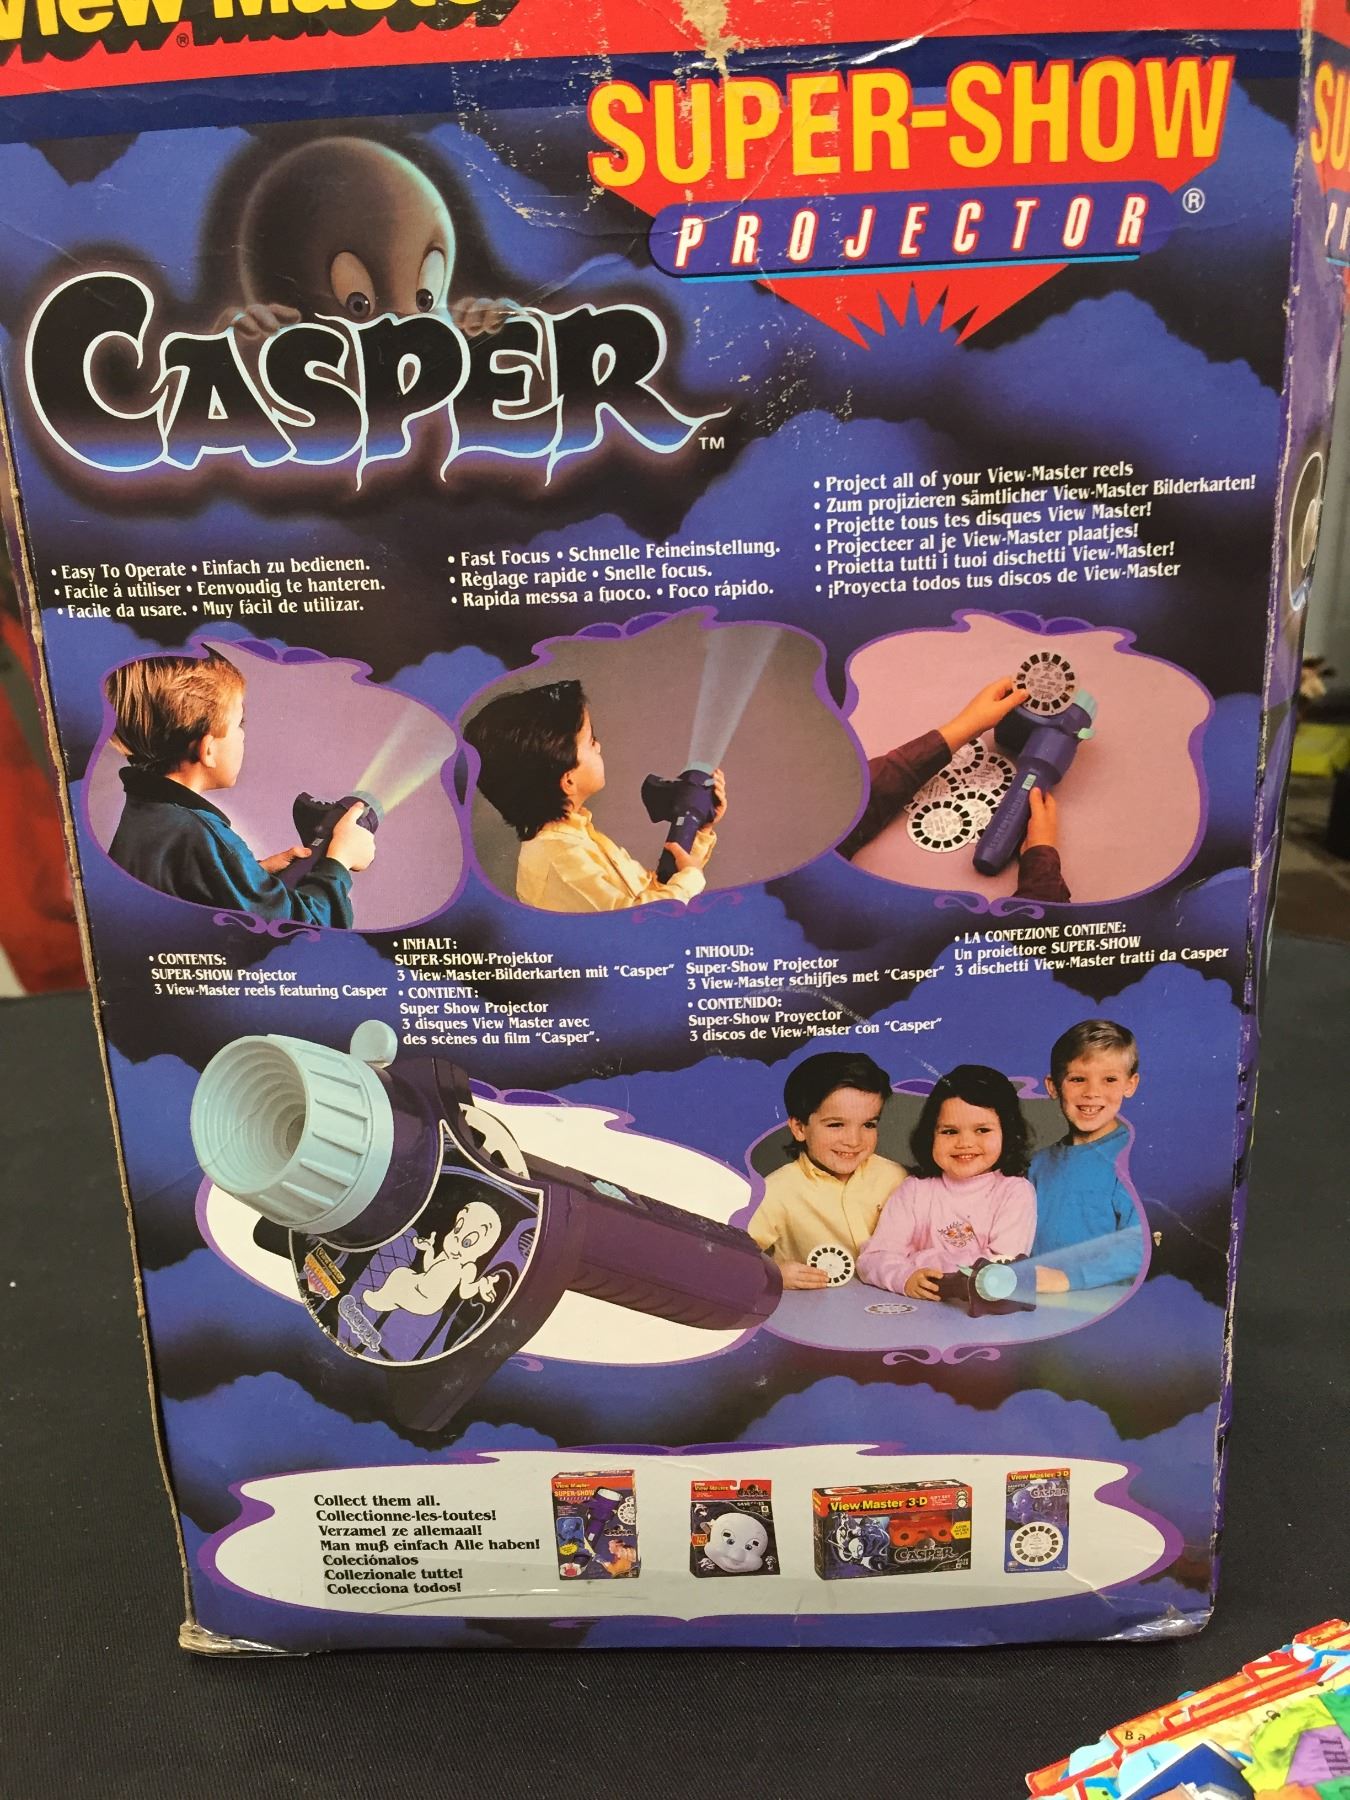 View Master
®
SUPER-SHOW
PROJECTOR ®
CASPER
TM
• Project all of your View-Master reels
• Zum projizieren sämtlicher View-Master Bilderkarten!
• Projette tous tes disques View Master!
• Projecteer al je View-Master plaatjes!
• Proietta tutti i tuoi dischetti View-Master!
• ¡Proyecta todos tus discos de View-Master
• Easy To Operate • Einfach zu bedienen.
• Facile á utiliser • Eenvoudig te hanteren.
• Facile da usare. • Muy fácil de utilizar.
• Fast Focus • Schnelle Feineinstellung.
• Règlage rapide • Snelle focus.
• Rapida messa a fuoco. • Foco rápido.
• CONTENTS:
SUPER-SHOW Projector
3 View-Master reels featuring Casper
• INHALT:
SUPER-SHOW-Projektor
3 View-Master-Bilderkarten mit "Casper"
• CONTIENT:
Super Show Projector
3 disques View Master avec
des scènes du film "Casper".
• INHOUD:
Super-Show Projector
3 View-Master schijfjes met "Casper"
• CONTENIDO:
Super-Show Proyector
3 discos de View-Master con "Casper"
• LA CONFEZIONE CONTIENE:
Un proiettore SUPER-SHOW
3 dischetti View-Master tratti da Casper
Collect them all.
Collectionne-les-toutes!
Verzamel ze allemaal!
Man muß einfach Alle haben!
Coleciónalos
Collezionale tutte!
Colecciona todos!
View-Master
SUPER-SHOW
View-Master
CASPER
View-Master 3-D
CASPER
View Master 3 D
CASPER
SU